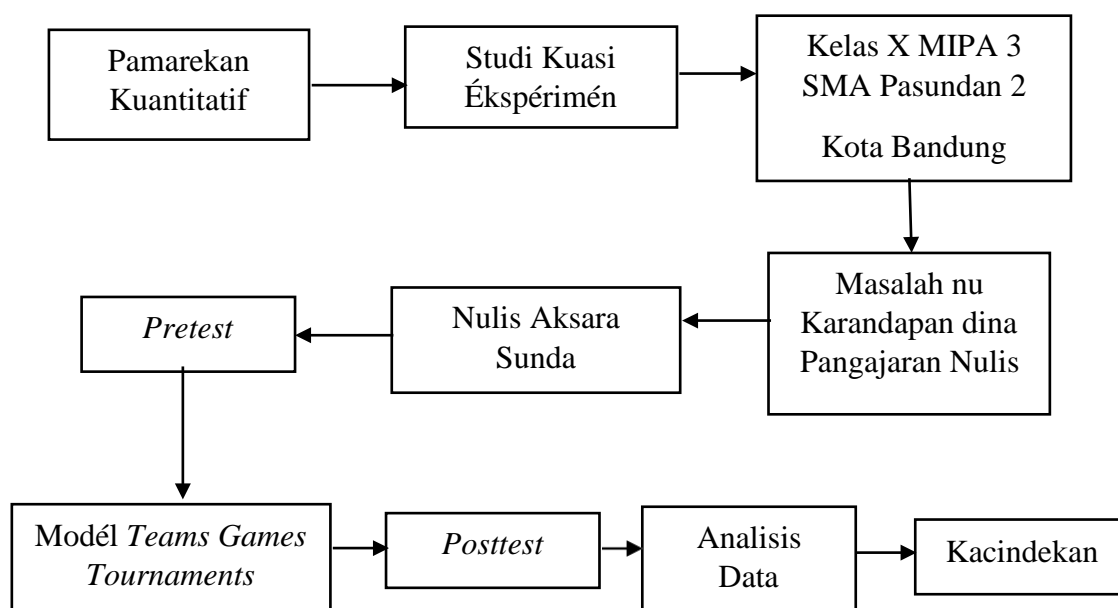 Pamarekan
Kuantitatif
Studi Kuasi
Ékspérimén
Kelas X MIPA 3
SMA Pasundan 2
Kota Bandung
Masalah nu
Karandapan dina
Pangajaran Nulis
Nulis Aksara
Sunda
Pretest
Modél Teams Games
Tournaments
Posttest
Analisis
Data
Kacindekan